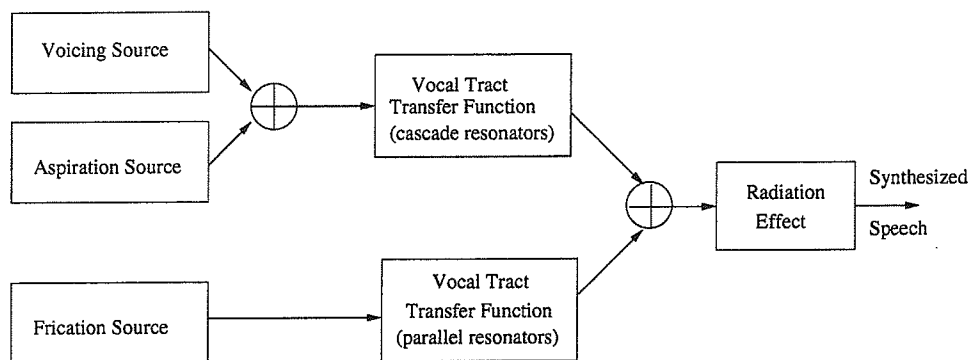 Voicing Source
Aspiration Source
Vocal Tract
Transfer Function
(cascade resonators)
Frication Source
Vocal Tract
Transfer Function
(parallel resonators)
Radiation
Effect
Synthesized
Speech